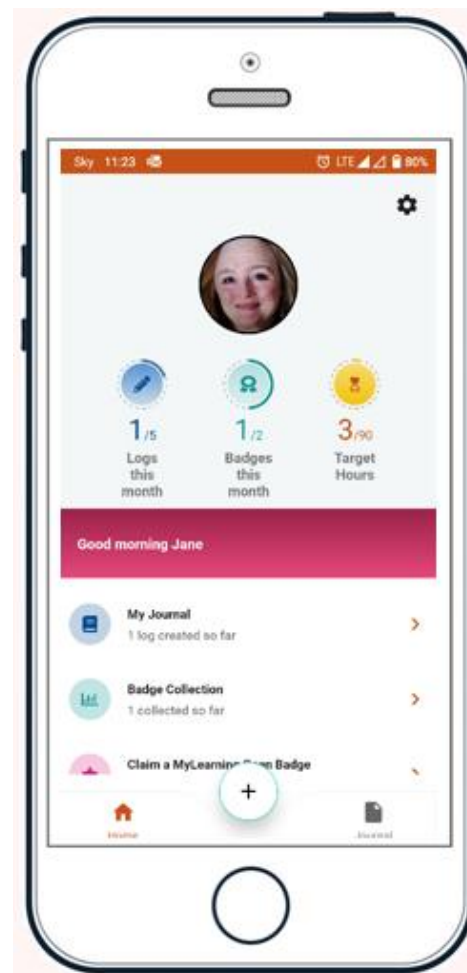 Sky 11:23 LTE 80%
1/5 1/2 3/90
Logs Badges Target
this this Hours
month month
Good morning Jane
My Journal
1 log created so far
Badge Collection
1 collected so far
Claim a MyLearning Badge
+
Home Journal